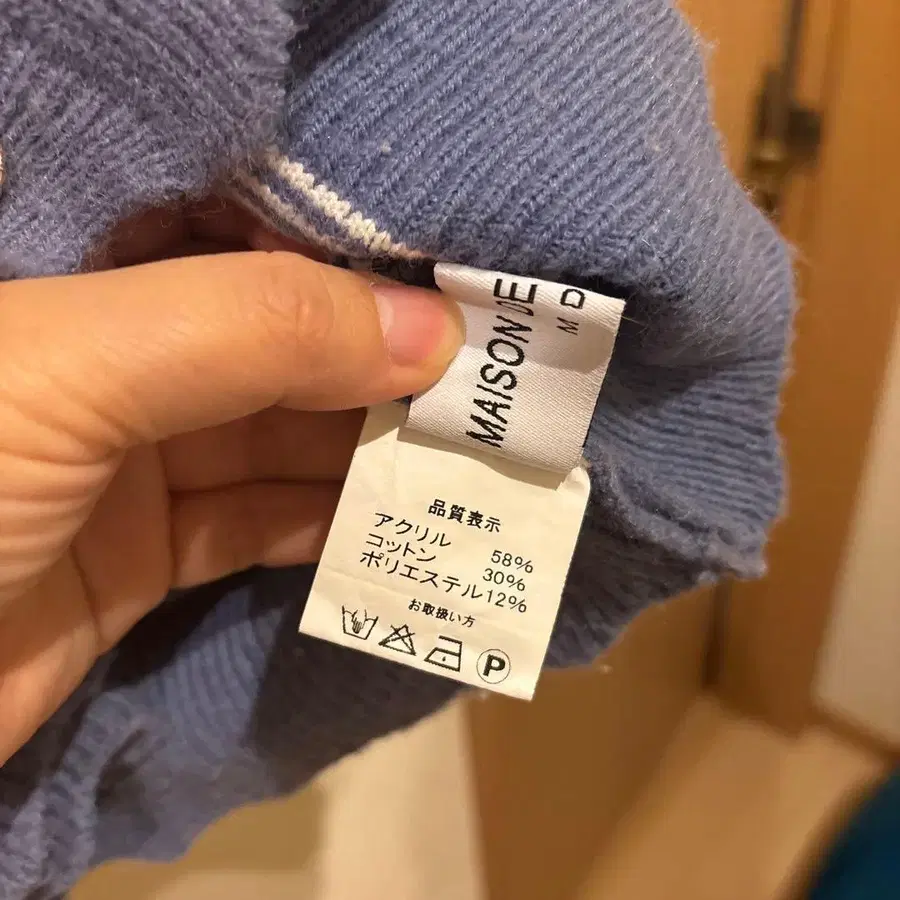 MAISON DE
M D
品質表示
アクリル 58%
コットン 30%
ポリエステル 12%
お取扱い方
P